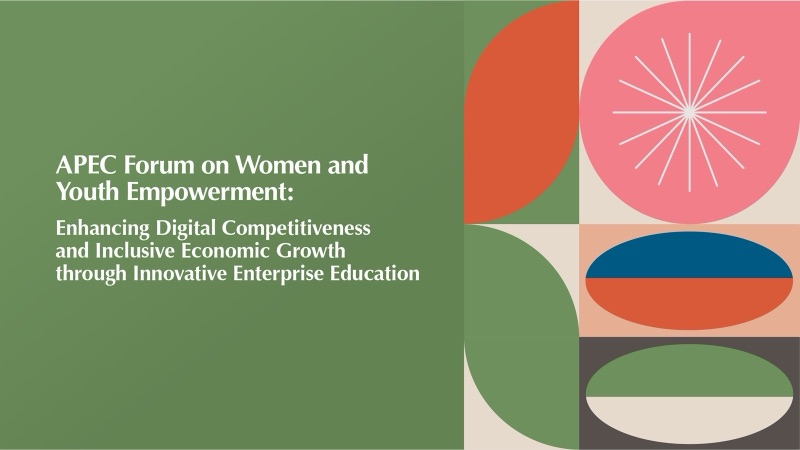 APEC Forum on Women and
Youth Empowerment:
Enhancing Digital Competitiveness
and Inclusive Economic Growth
through Innovative Enterprise Education